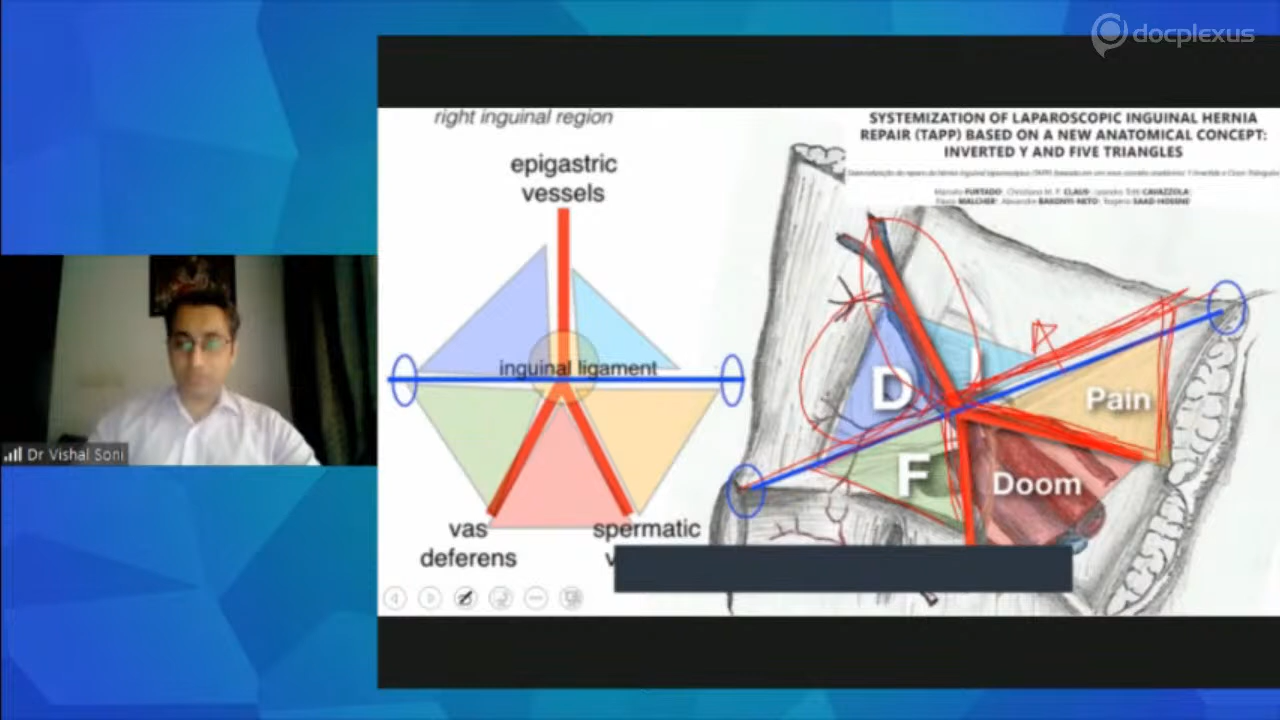 docplexus
right inguinal region
SYSTEMIZATION OF LAPAROSCOPIC INGUINAL HERNIA
REPAIR (TAPP) BASED ON A NEW ANATOMICAL CONCEPT:
INVERTED Y AND FIVE TRIANGLES
epigastric
vessels
inguinal ligament
vas
deferens
spermatic
D
I
Pain
F
Doom
Dr Vishal Soni